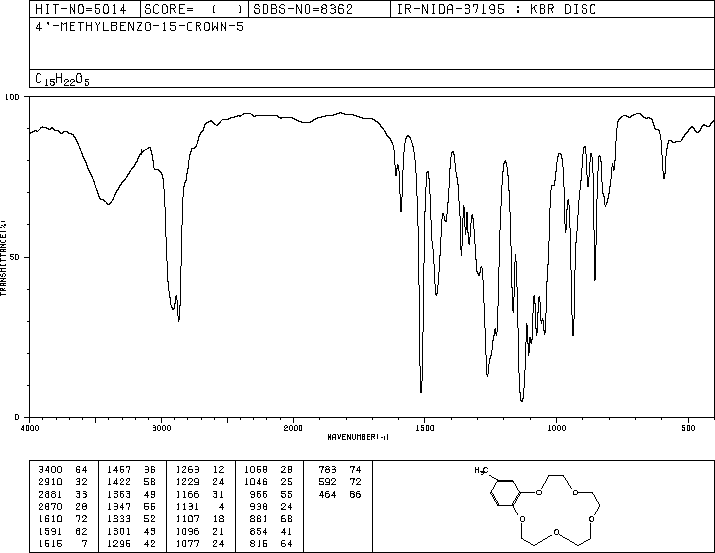 HIT-NO=5014 SCORE= ( ) SDBS-NO=8362 IR-NIDA-37195 : KBR DISC
4'-METHYLBENZO-15-CROWN-5
C15H22O5
100
50
0
TRANSMITTANCE(%)
4000 3000 2000 1500 1000 500
WAVENUMBER(-1)
3400 64 1467 36 1263 12 1068 28 783 74
2910 32 1422 58 1229 24 1046 25 592 72
2881 33 1363 49 1166 31 966 55 464 86
2870 28 1347 55 1131 4 938 24
1610 72 1333 52 1107 18 881 68
1591 62 1301 49 1096 21 854 41
1515 7 1296 42 1077 24 816 64
H3C
O O
O O
O